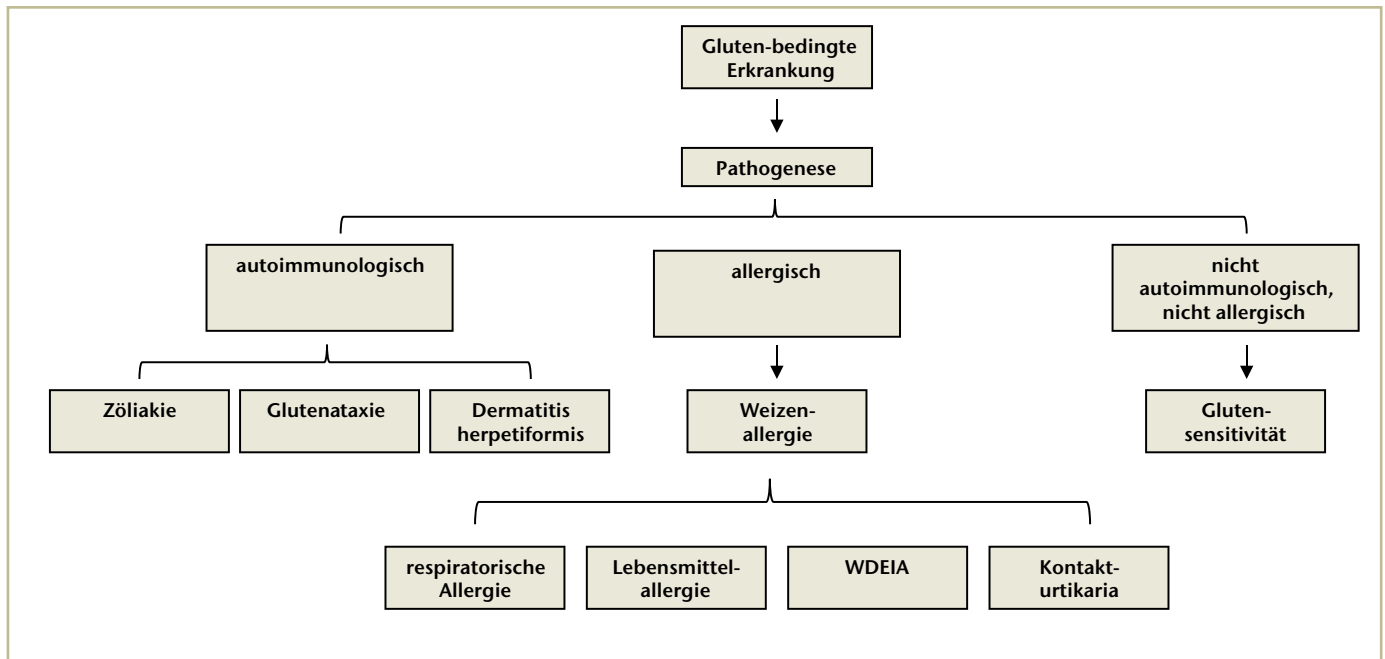 Gluten-bedingte
Erkrankung
Pathogenese
autoimmunologisch
allergisch
nicht
autoimmunologisch,
nicht allergisch
Zöliakie
Glutenataxie
Dermatitis
herpetiformis
Weizen-
allergie
Gluten-
sensitivität
respiratorische
Allergie
Lebensmittel-
allergie
WDEIA
Kontakt-
urtikaria